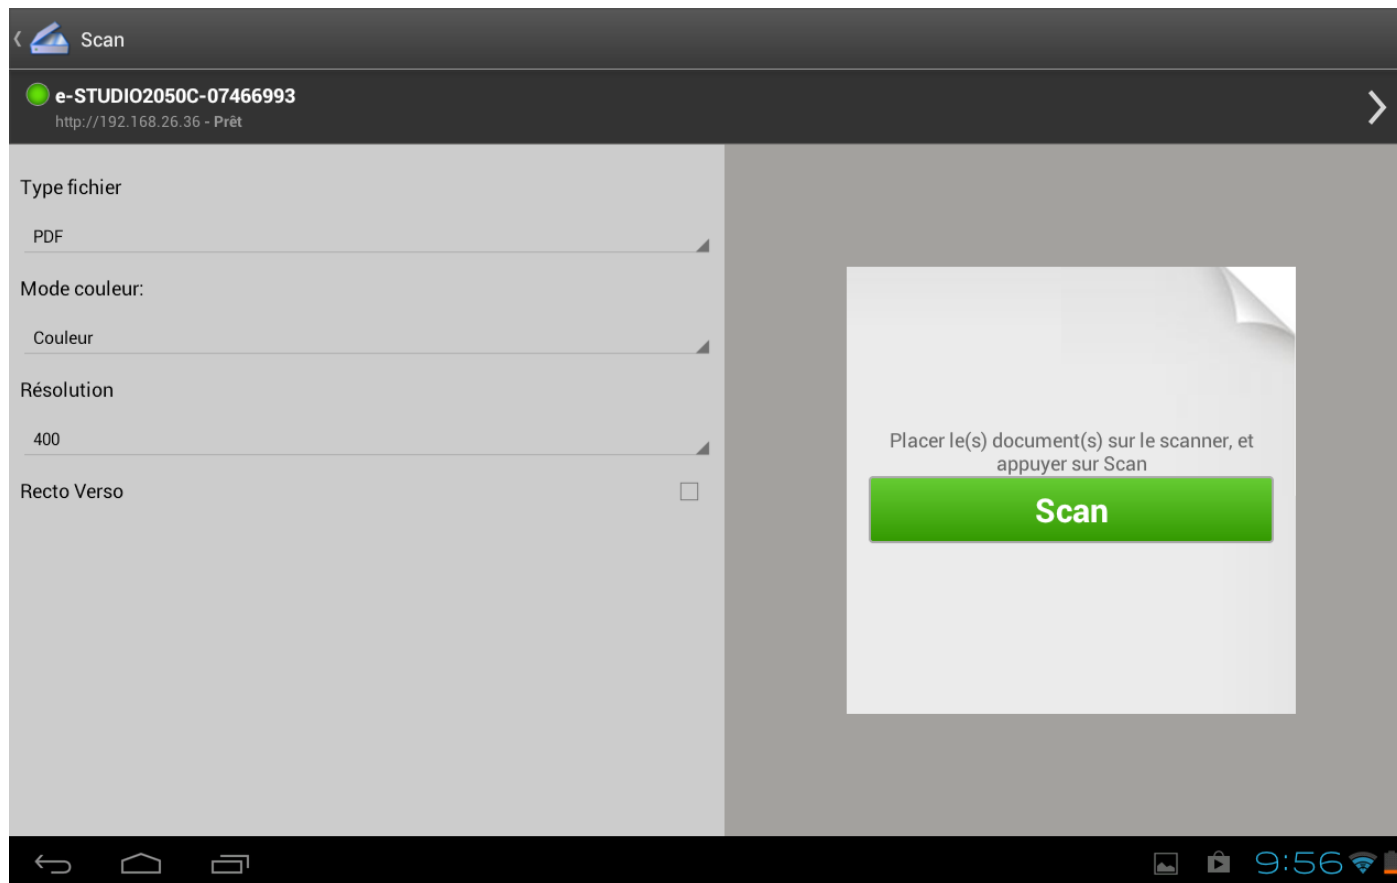 Scan
e-STUDIO2050C-07466993
http://192.168.26.36 - Prêt
Type fichier
PDF
Mode couleur:
Couleur
Résolution
400
Recto Verso
Placer le(s) document(s) sur le scanner, et
appuyer sur Scan
Scan
9:56